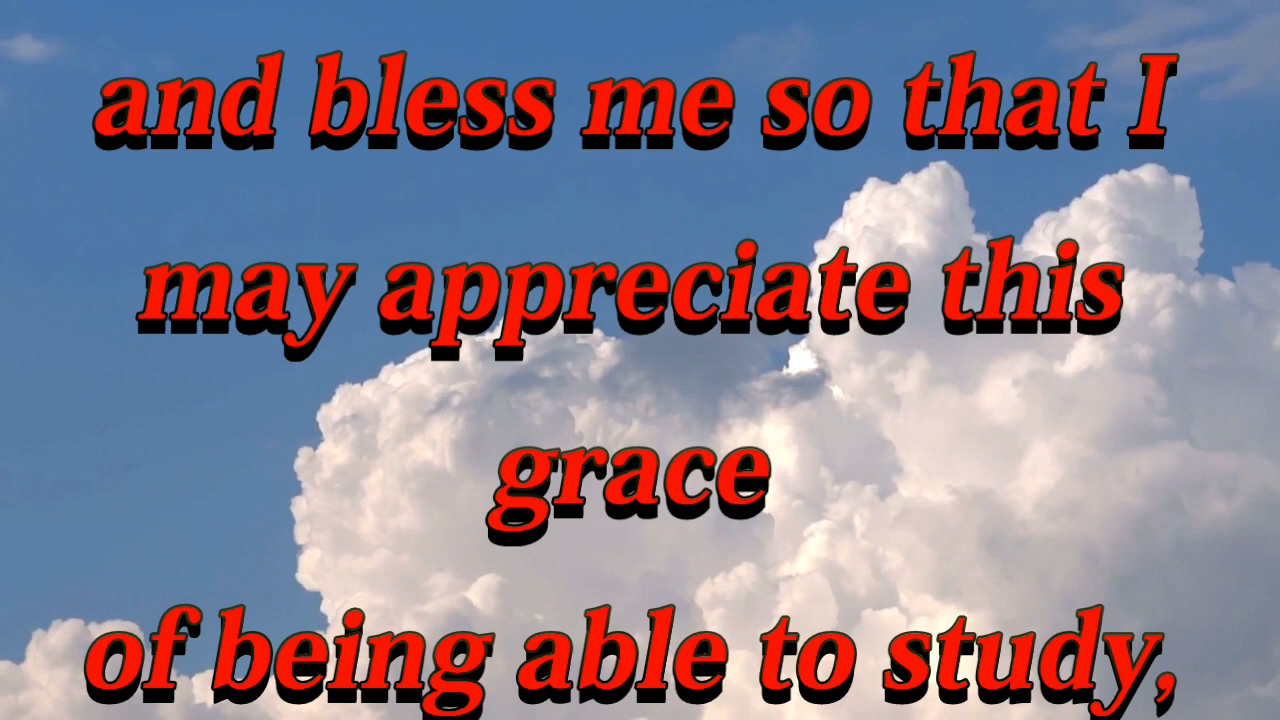 and bless me so that I
may appreciate this
grace
of being able to study,